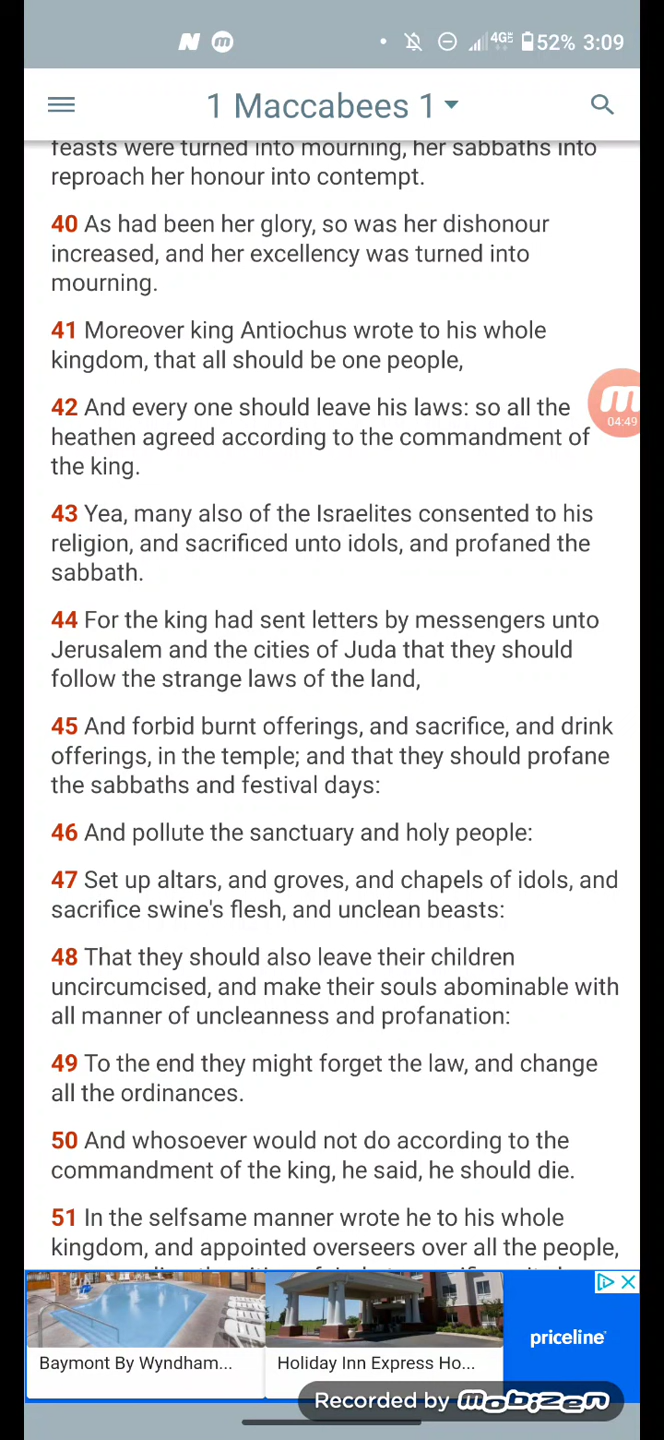 4G 52% 3:09
1 Maccabees 1
feasts were turned into mourning, her sabbaths into
reproach her honour into contempt.
40 As had been her glory, so was her dishonour
increased, and her excellency was turned into
mourning.
41 Moreover king Antiochus wrote to his whole
kingdom, that all should be one people,
42 And every one should leave his laws: so all the
heathen agreed according to the commandment of
the king.
04:49
43 Yea, many also of the Israelites consented to his
religion, and sacrificed unto idols, and profaned the
sabbath.
44 For the king had sent letters by messengers unto
Jerusalem and the cities of Juda that they should
follow the strange laws of the land,
45 And forbid burnt offerings, and sacrifice, and drink
offerings, in the temple; and that they should profane
the sabbaths and festival days:
46 And pollute the sanctuary and holy people:
47 Set up altars, and groves, and chapels of idols, and
sacrifice swine's flesh, and unclean beasts:
48 That they should also leave their children
uncircumcised, and make their souls abominable with
all manner of uncleanness and profanation:
49 To the end they might forget the law, and change
all the ordinances.
50 And whosoever would not do according to the
commandment of the king, he said, he should die.
51 In the selfsame manner wrote he to his whole
kingdom, and appointed overseers over all the people,
Baymont By Wyndham...
Holiday Inn Express Ho...
priceline
Recorded by mobizen